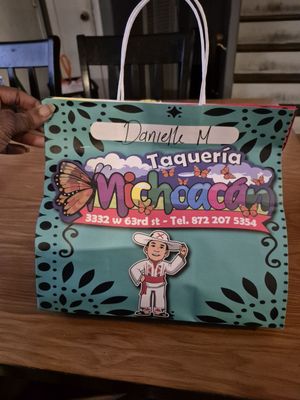 Danielle M
Taquería
Michoacán
3332 w 63rd st - Tel. 872 207 5354